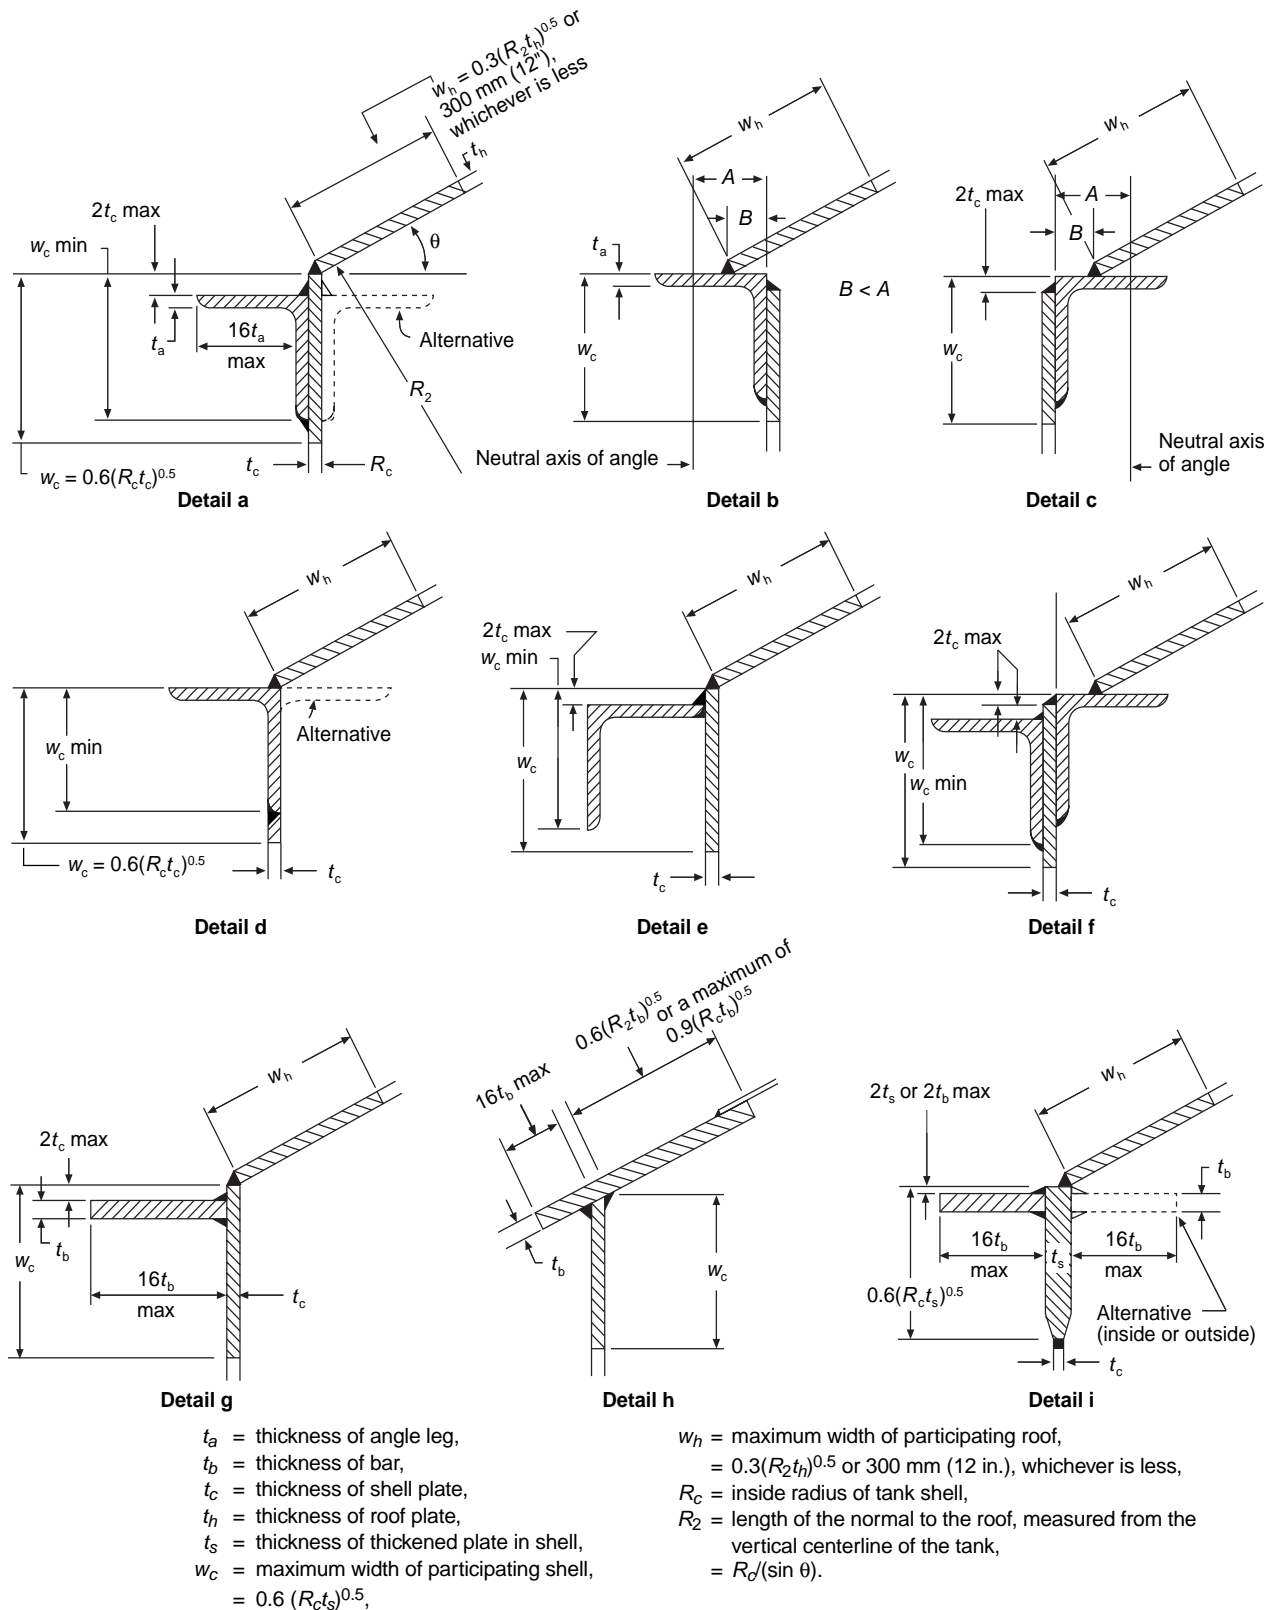 w_h = 0.3(R_2t_h)^0.5 or
300 mm (12"),
whichever is less
t_h
2t_c max
w_c min
θ
t_a
16t_a
max
Alternative
R_2
t_c
R_c
w_c = 0.6(R_ct_c)^0.5
Detail a
w_h
A
B
t_a
w_c
B < A
Neutral axis of angle
Detail b
w_h
2t_c max
A
B
w_c
Neutral axis
of angle
Detail c
w_h
w_c min
Alternative
w_c = 0.6(R_ct_c)^0.5
t_c
Detail d
w_h
2t_c max
w_c min
w_c
t_c
Detail e
w_h
2t_c max
w_c
w_c min
t_c
Detail f
w_h
2t_c max
w_c
t_b
16t_b
max
t_c
Detail g
0.6(R_2t_b)^0.5 or a maximum of
0.9(R_ct_b)^0.5
16t_b max
t_b
w_c
Detail h
w_h
2t_s or 2t_b max
t_b
16t_b
max
t_s
16t_b
max
0.6(R_ct_s)^0.5
Alternative
(inside or outside)
t_c
Detail i
t_a = thickness of angle leg,
t_b = thickness of bar,
t_c = thickness of shell plate,
t_h = thickness of roof plate,
t_s = thickness of thickened plate in shell,
w_c = maximum width of participating shell,
= 0.6 (R_ct_s)^0.5,
w_h = maximum width of participating roof,
= 0.3(R_2t_h)^0.5 or 300 mm (12 in.), whichever is less,
R_c = inside radius of tank shell,
R_2 = length of the normal to the roof, measured from the
vertical centerline of the tank,
= R_c/(sin θ).